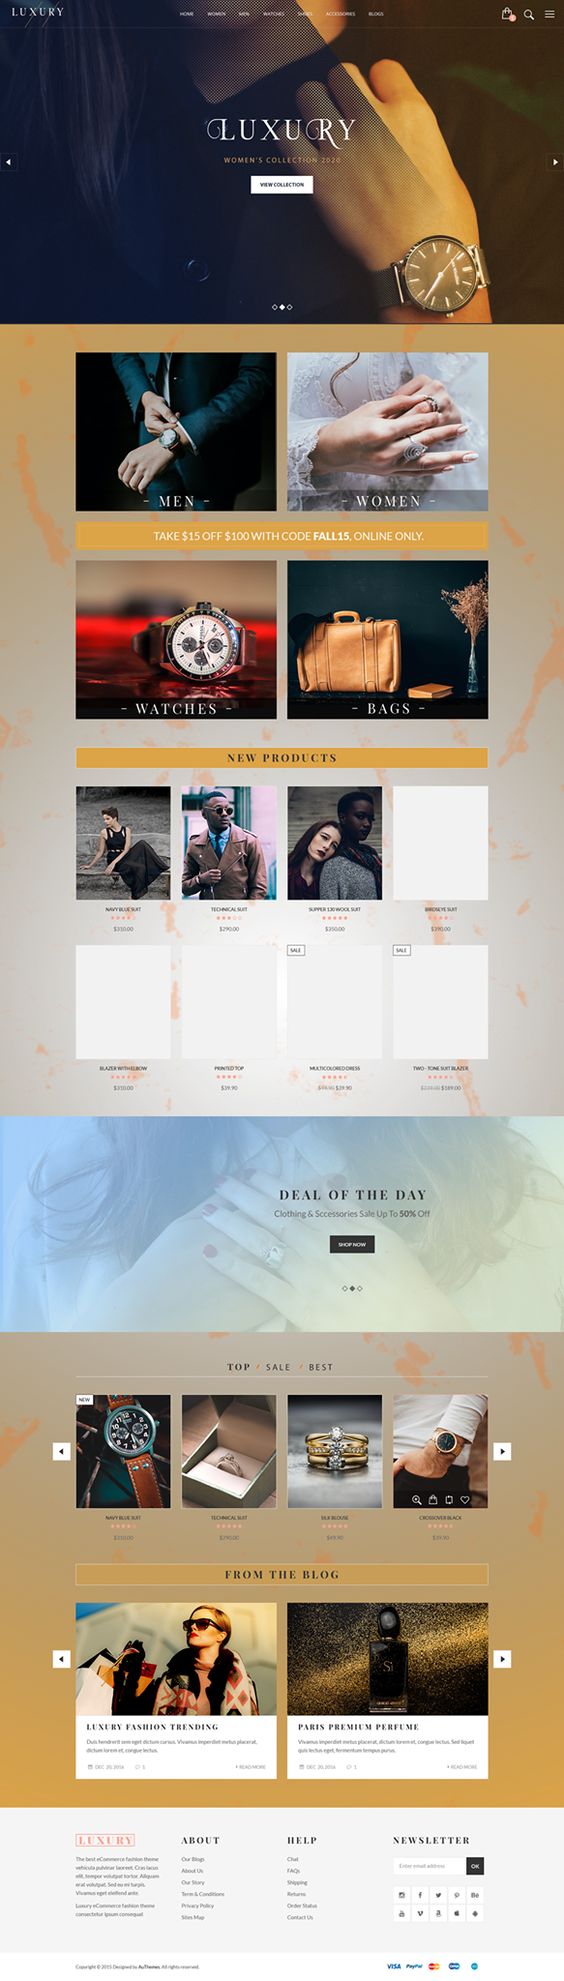 LUXURY
HOME WOMEN MEN WATCHES SHOES ACCESSORIES BLOGS
LUXURY
WOMEN'S COLLECTION 2020
VIEW COLLECTION
- MEN -
- WOMEN -
TAKE $15 OFF $100 WITH CODE FALL15, ONLINE ONLY.
- WATCHES -
- BAGS -
NEW PRODUCTS
NAVY BLUE SUIT
$310.00
TECHNICAL SUIT
$290.00
SUPPER 130 WOOL SUIT
$350.00
BIRDSEYE SUIT
$390.00
BLAZER WITH ELBOW
$310.00
PRINTED TOP
$39.90
SALE
MULTICOLORED DRESS
$39.90
SALE
TWO - TONE SUIT BLAZER
$189.00
DEAL OF THE DAY
Clothing & Sccessories Sale Up To 50% Off
SHOP NOW
TOP / SALE / BEST
NEW
NAVY BLUE SUIT
$310.00
TECHNICAL SUIT
$290.00
SILK BLOUSE
$49.90
CROSSOVER BLACK
$39.90
FROM THE BLOG
LUXURY FASHION TRENDING
Duis hendrerit sem eget dictum cursus. Vivamus imperdiet metus placerat,
dictum lorem et, congue lectus.
DEC 20, 2016 1 READ MORE
Si
PARIS PREMIUM PERFUME
Vivamus imperdiet metus placerat, dictum lorem et, congue lectus. Sed liquet
quis lectus eget, fermentum tempus purus.
DEC 20, 2016 1 READ MORE
LUXURY
The best eCommerce fashion theme
vehicula pulvinar laoreet. Cras lacus
elit, tempor volutpat tortor. Aliquam
erat volutpat. Sed eu mi turpis.
Vivamus eget eleifend ante.
Luxury eCommerce fashion theme
consectetur ipsum consequat
ABOUT
Our Blogs
About Us
Our Story
Term & Conditions
Privacy Policy
Sites Map
HELP
Chat
FAQs
Shipping
Returns
Order Status
Contact Us
NEWSLETTER
Enter email address
OK
Copyright © 2015 Designed by AuThemes. All rights reserved.
VISA PayPal